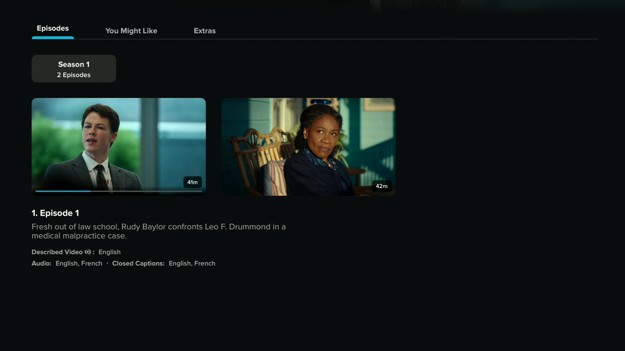 Episodes
You Might Like
Extras
Season 1
2 Episodes
41m
42m
1. Episode 1
Fresh out of law school, Rudy Baylor confronts Leo F. Drummond in a
medical malpractice case.
Described Video : English
Audio: English, French · Closed Captions: English, French